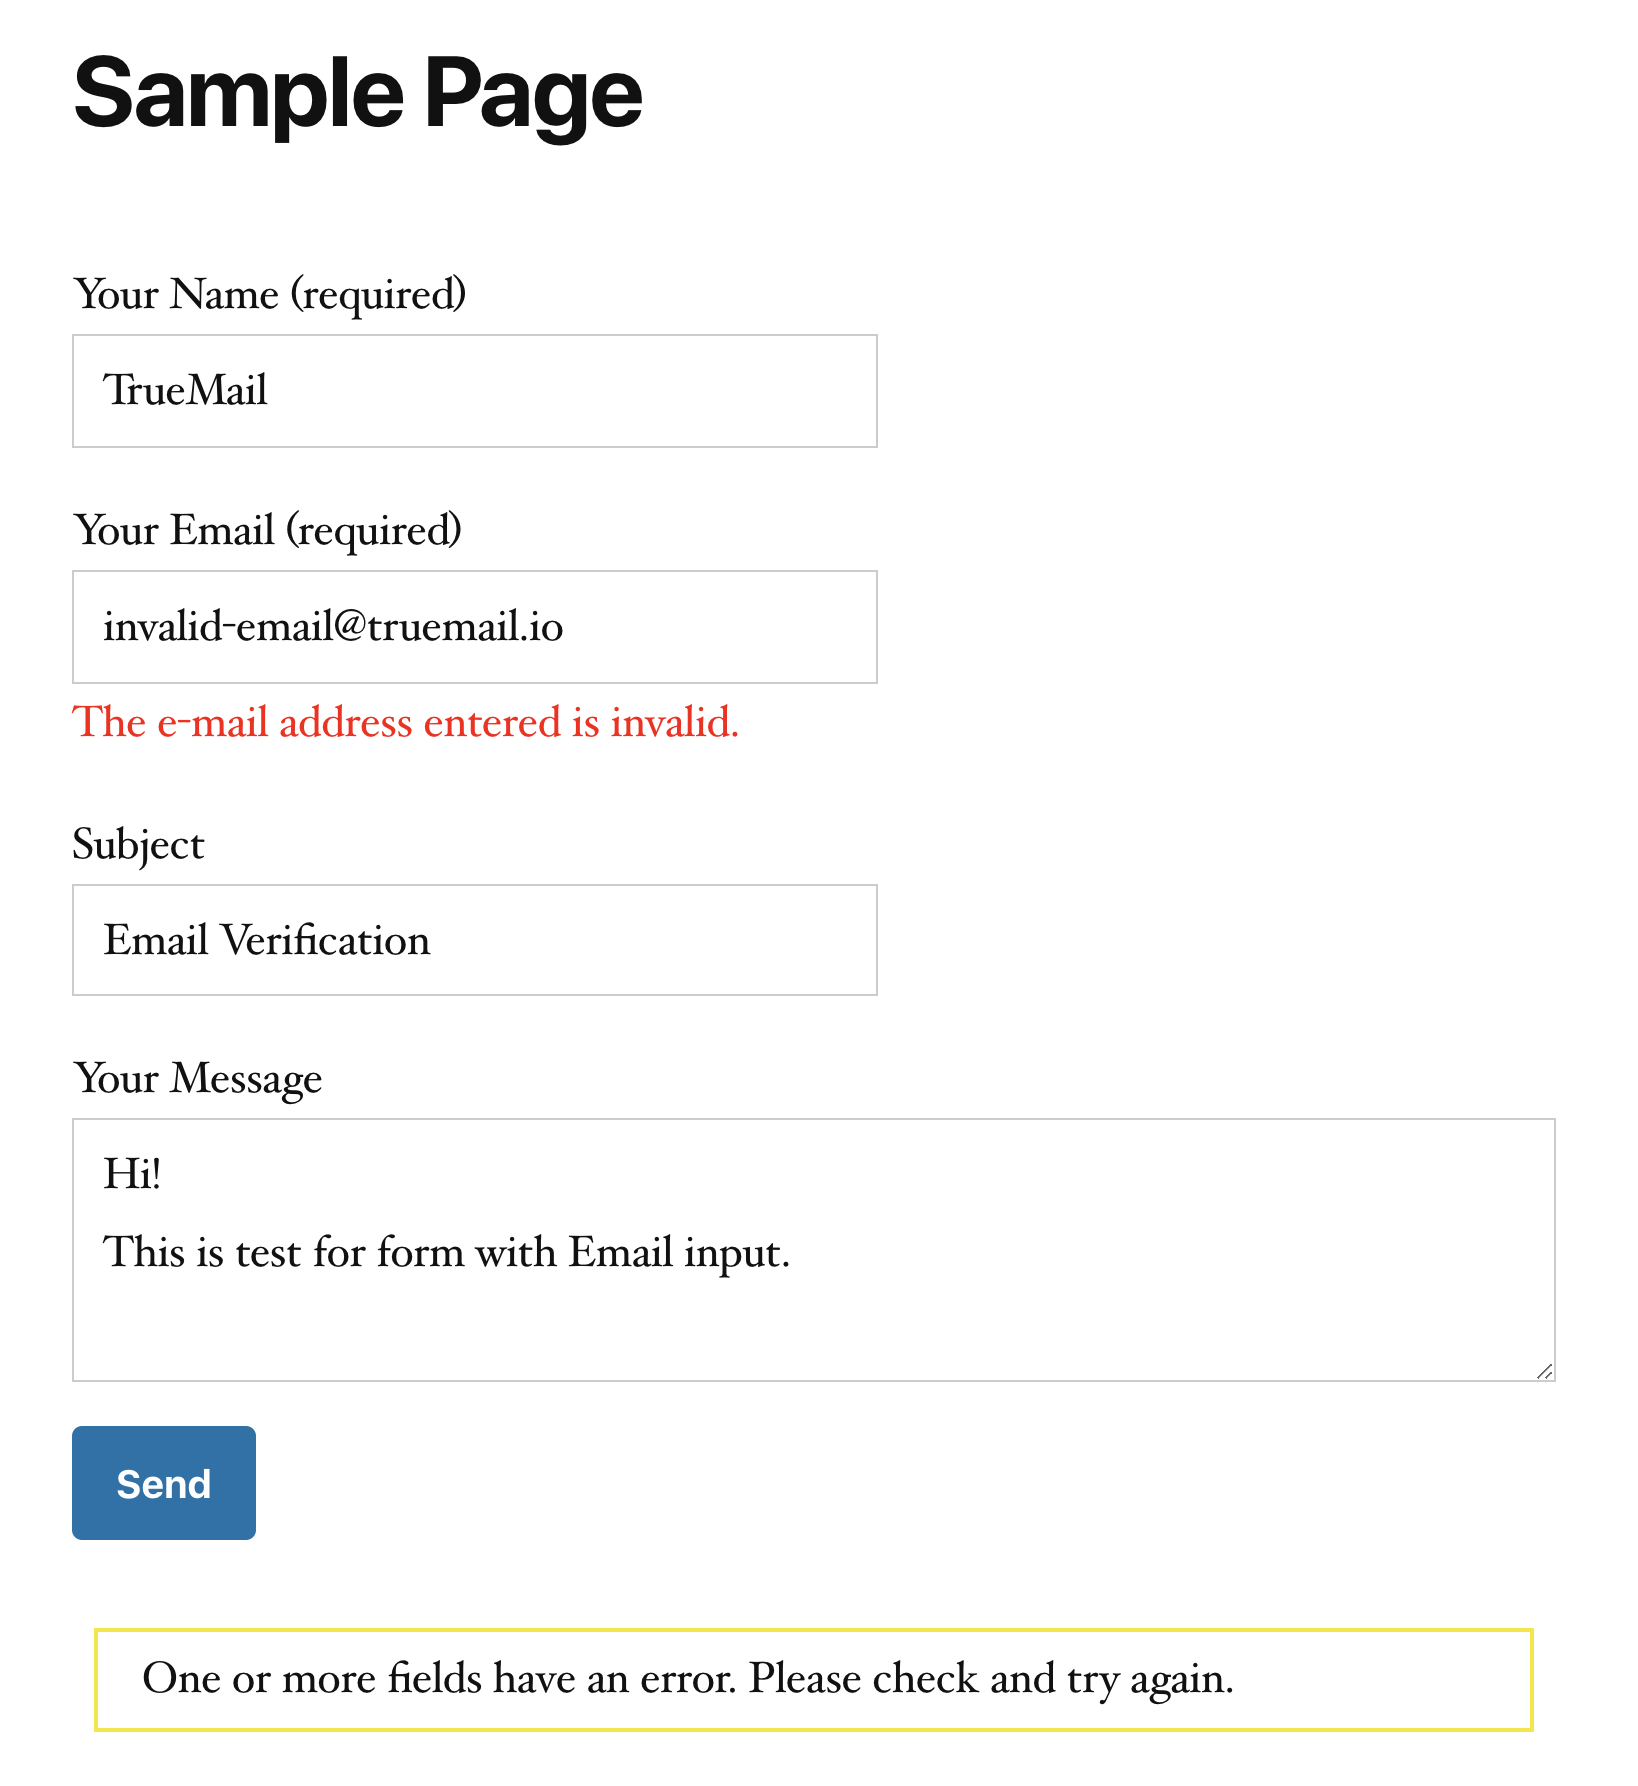 Sample Page
Your Name (required)
TrueMail
Your Email (required)
invalid-email@truemail.io
The e-mail address entered is invalid.
Subject
Email Verification
Your Message
Hi!
This is test for form with Email input.
Send
One or more fields have an error. Please check and try again.